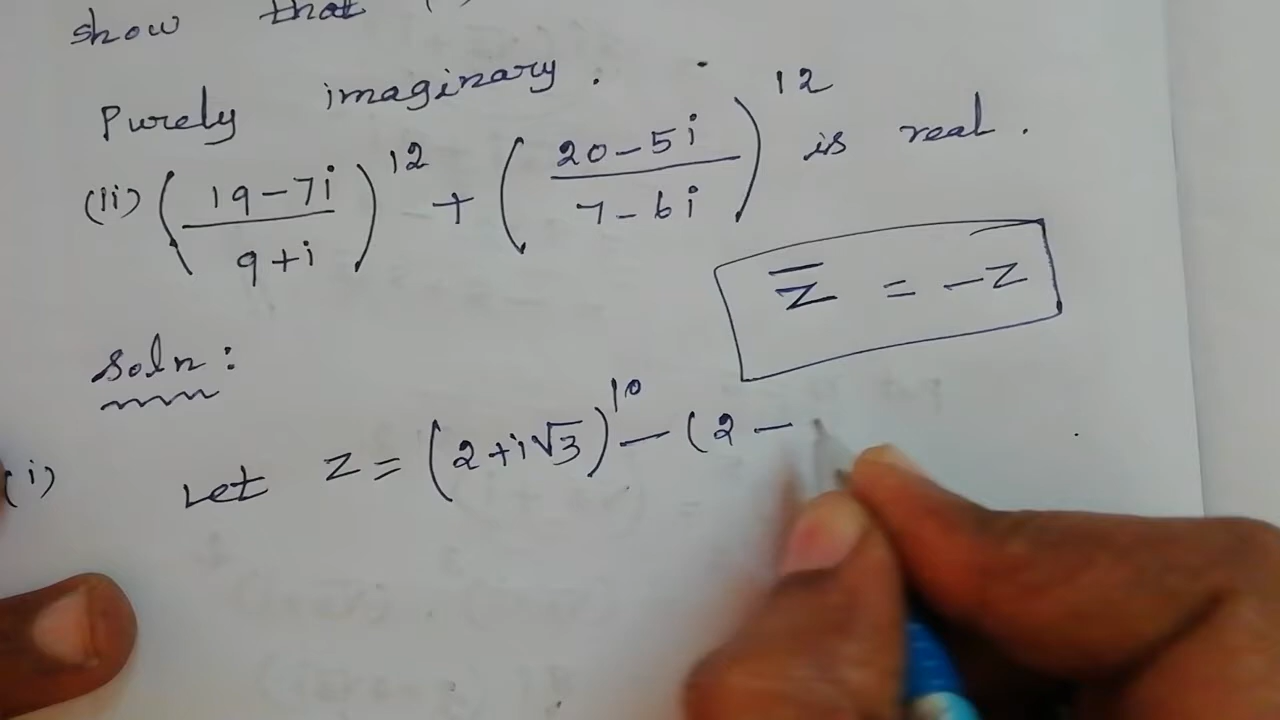 show that (
Purely imaginary.
(ii) (19-7i / 9+i)^12 + (20-5i / 7-6i)^12 is real.
z̅ = -z
Soln:
(i) Let z = (2+i√3)^10 - (2 -